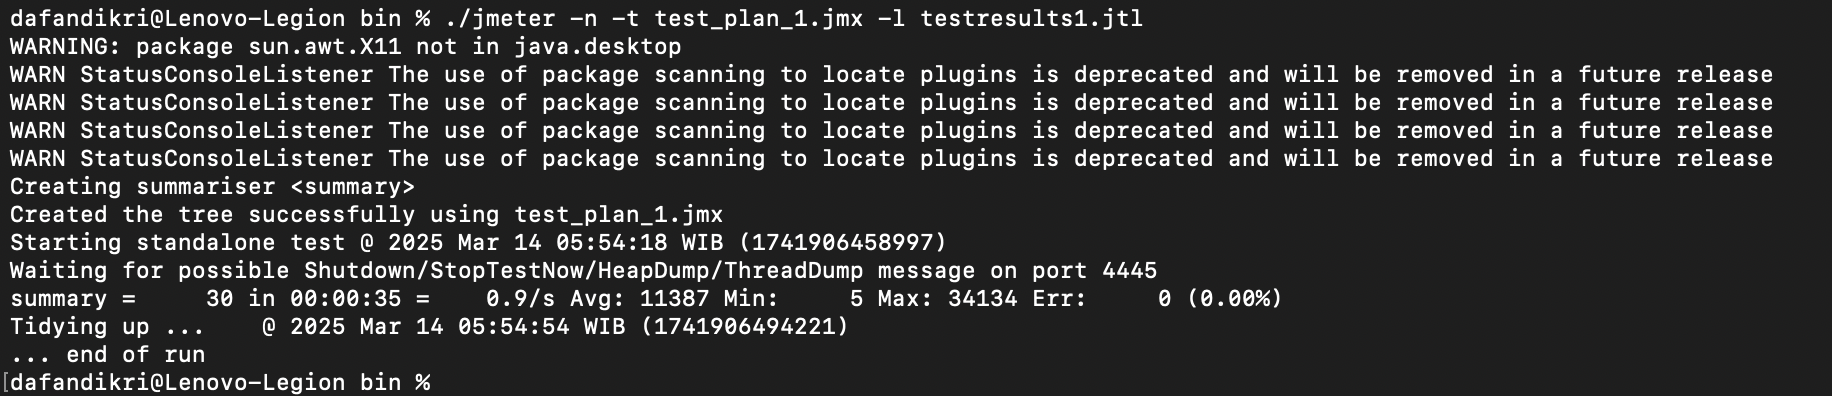 dafandikri@Lenovo-Legion bin % ./jmeter -n -t test_plan_1.jmx -l testresults1.jtl
WARNING: package sun.awt.X11 not in java.desktop
WARN StatusConsoleListener The use of package scanning to locate plugins is deprecated and will be removed in a future release
WARN StatusConsoleListener The use of package scanning to locate plugins is deprecated and will be removed in a future release
WARN StatusConsoleListener The use of package scanning to locate plugins is deprecated and will be removed in a future release
WARN StatusConsoleListener The use of package scanning to locate plugins is deprecated and will be removed in a future release
Creating summariser <summary>
Created the tree successfully using test_plan_1.jmx
Starting standalone test @ 2025 Mar 14 05:54:18 WIB (1741906458997)
Waiting for possible Shutdown/StopTestNow/HeapDump/ThreadDump message on port 4445
summary =     30 in 00:00:35 =    0.9/s Avg: 11387 Min:     5 Max: 34134 Err:     0 (0.00%)
Tidying up ...    @ 2025 Mar 14 05:54:54 WIB (1741906494221)
... end of run
[dafandikri@Lenovo-Legion bin %